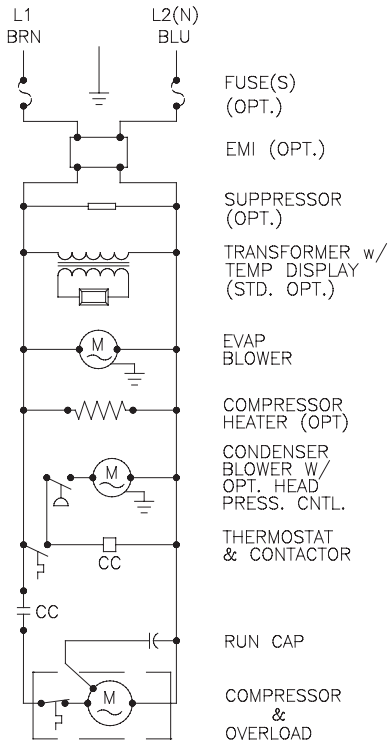 L1 L2(N)
BRN BLU
FUSE(S)
(OPT.)
EMI (OPT.)
SUPPRESSOR
(OPT.)
TRANSFORMER w/
TEMP DISPLAY
(STD. OPT.)
M
EVAP
BLOWER
COMPRESSOR
HEATER (OPT)
CONDENSER
BLOWER W/
OPT. HEAD
PRESS. CNTL.
M
THERMOSTAT
& CONTACTOR
CC
CC
RUN CAP
M
COMPRESSOR
&
OVERLOAD